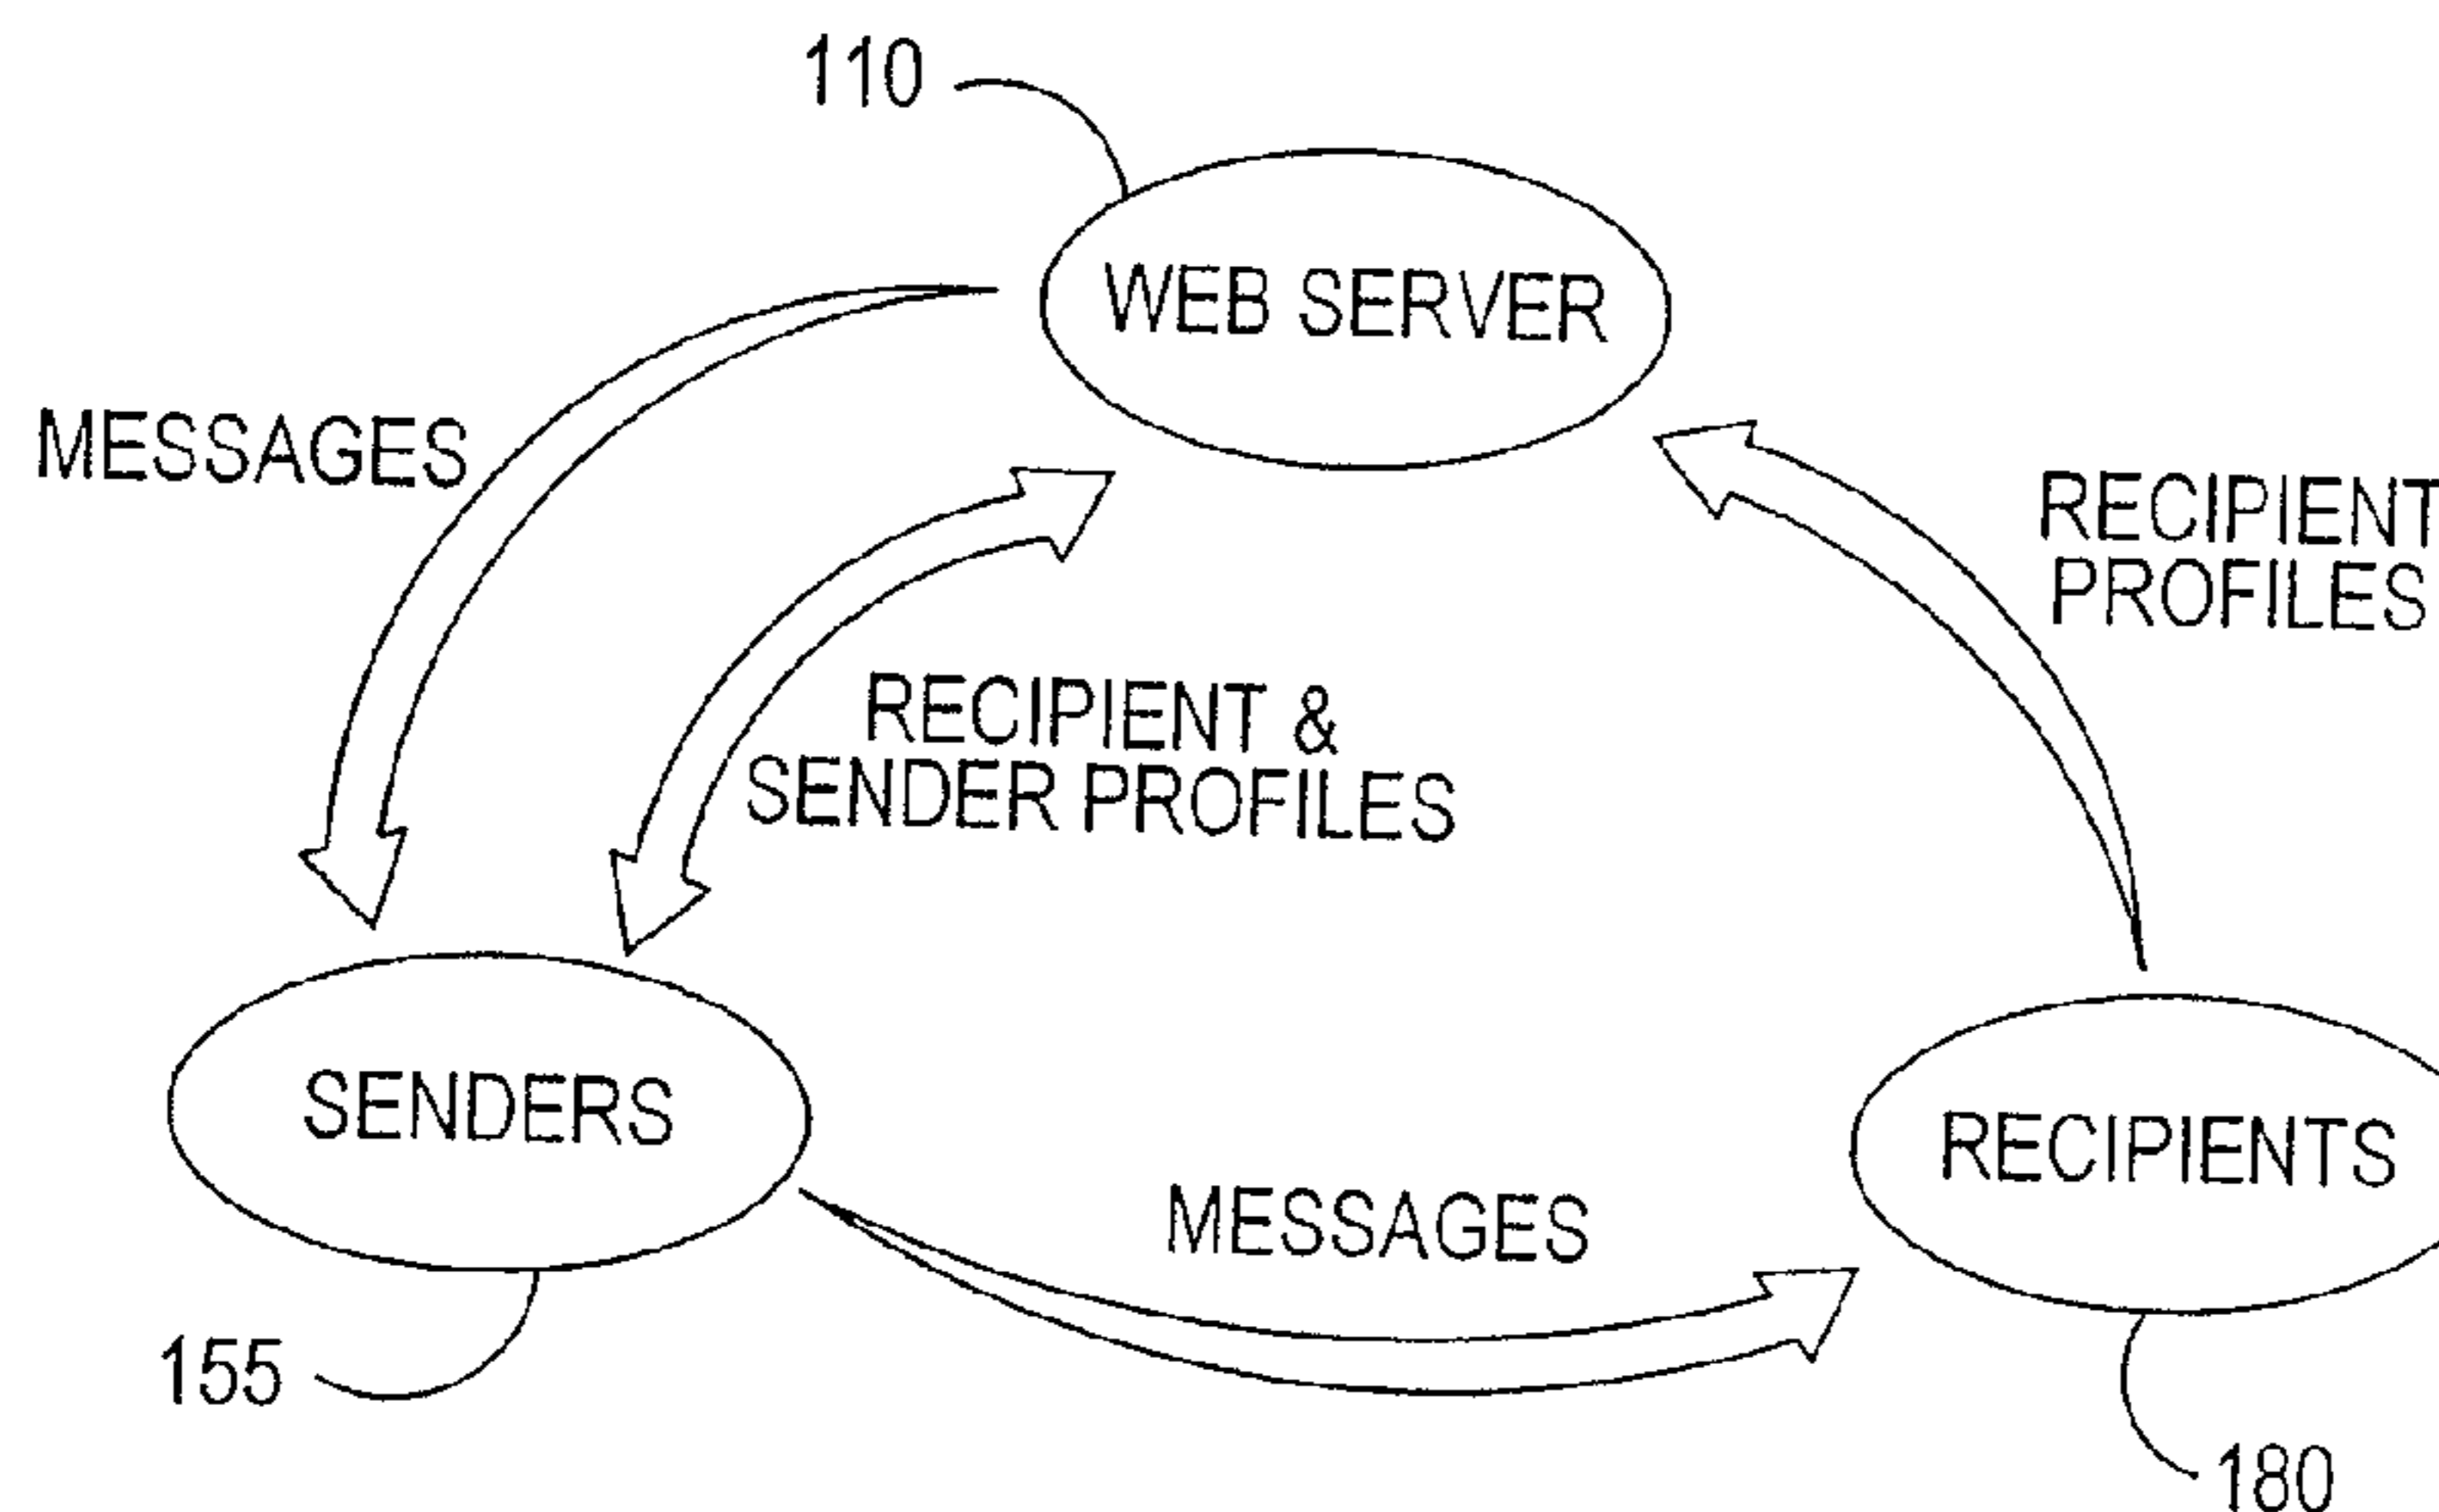 110
WEB SERVER
MESSAGES
RECIPIENT
PROFILES
RECIPIENT &
SENDER PROFILES
SENDERS
RECIPIENTS
MESSAGES
155
180